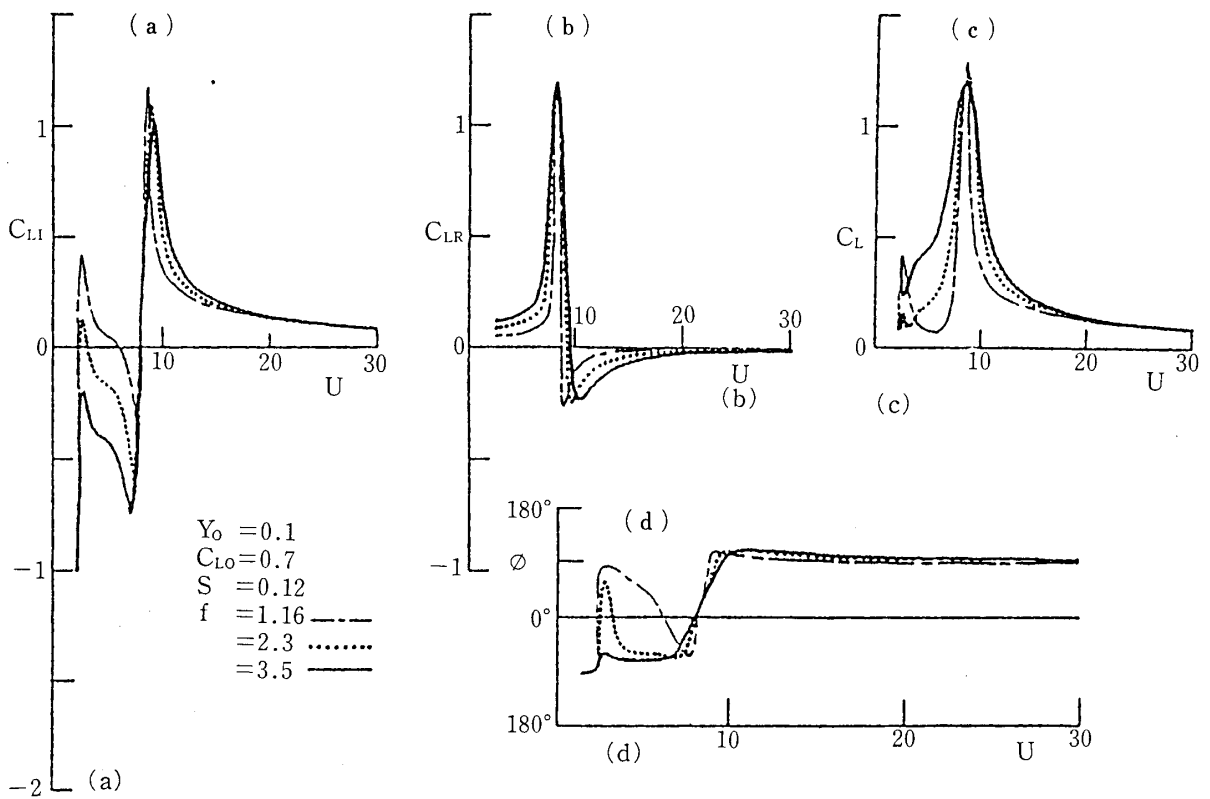 (a)
1
C_LI
0
10
20
30
U
-1
-2
(a)
Y_O =0.1
C_LO=0.7
S =0.12
f =1.16
=2.3
=3.5
(b)
1
C_LR
0
10
20
30
U
(b)
-1
(c)
1
C_L
0
10
20
30
U
(c)
(d)
180°
Ø
0°
180°
10
20
30
U
(d)